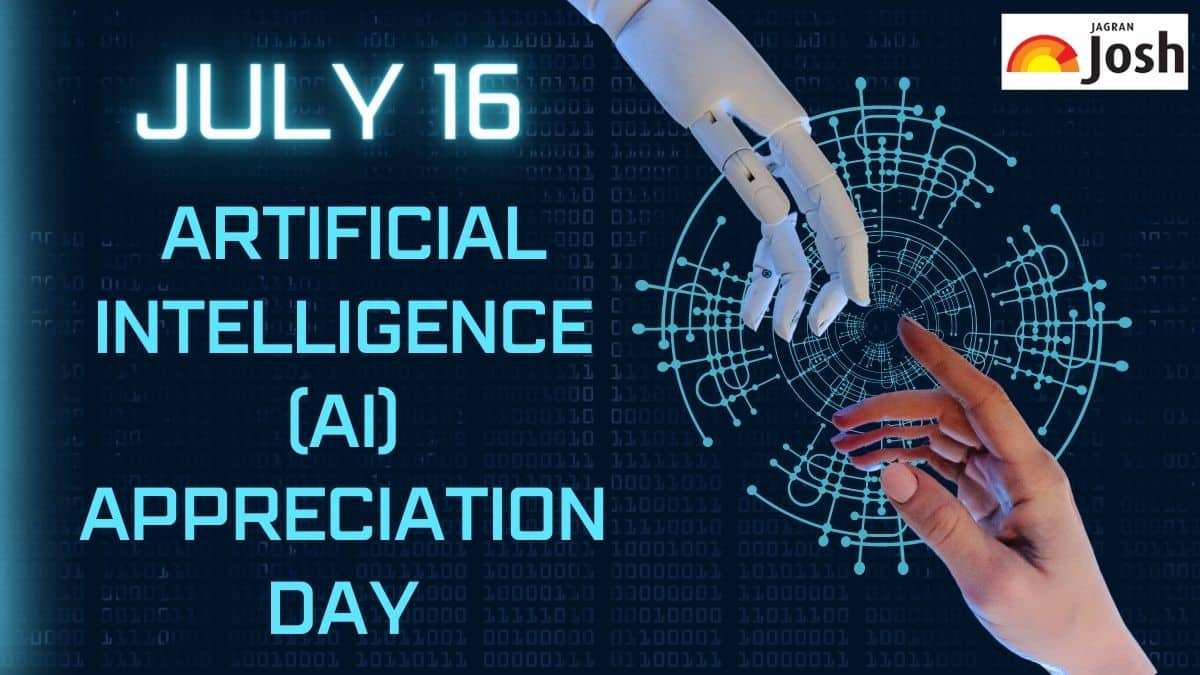 JULY 16
ARTIFICIAL
INTELLIGENCE
(AI)
APPRECIATION
DAY
JAGRAN
Josh